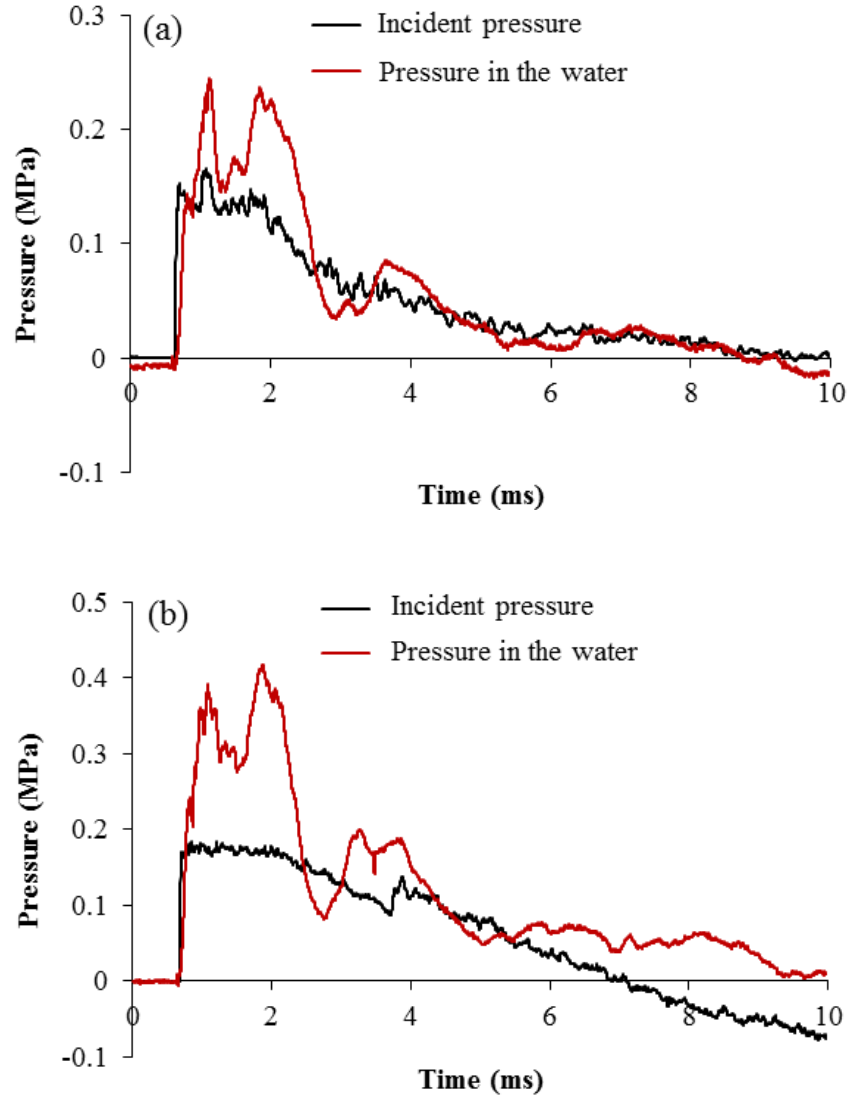 (a)
Incident pressure
Pressure in the water
Pressure (MPa)
0.3
0.2
0.1
0
-0.1
0 2 4 6 8 10
Time (ms)
(b)
Incident pressure
Pressure in the water
Pressure (MPa)
0.5
0.4
0.3
0.2
0.1
0
-0.1
0 2 4 6 8 10
Time (ms)